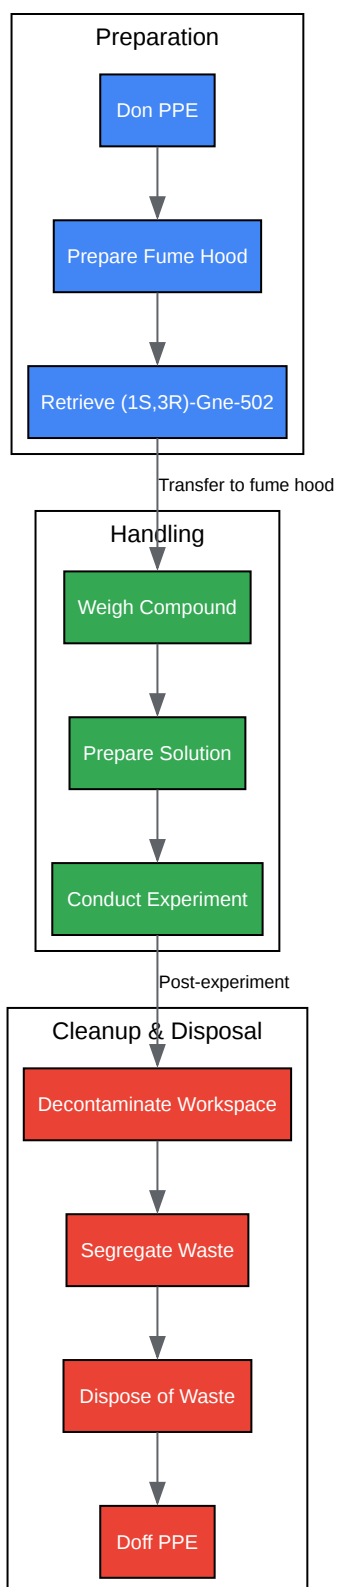 Preparation
Don PPE
Prepare Fume Hood
Retrieve (1S,3R)-Gne-502
Transfer to fume hood
Handling
Weigh Compound
Prepare Solution
Conduct Experiment
Post-experiment
Cleanup & Disposal
Decontaminate Workspace
Segregate Waste
Dispose of Waste
Doff PPE